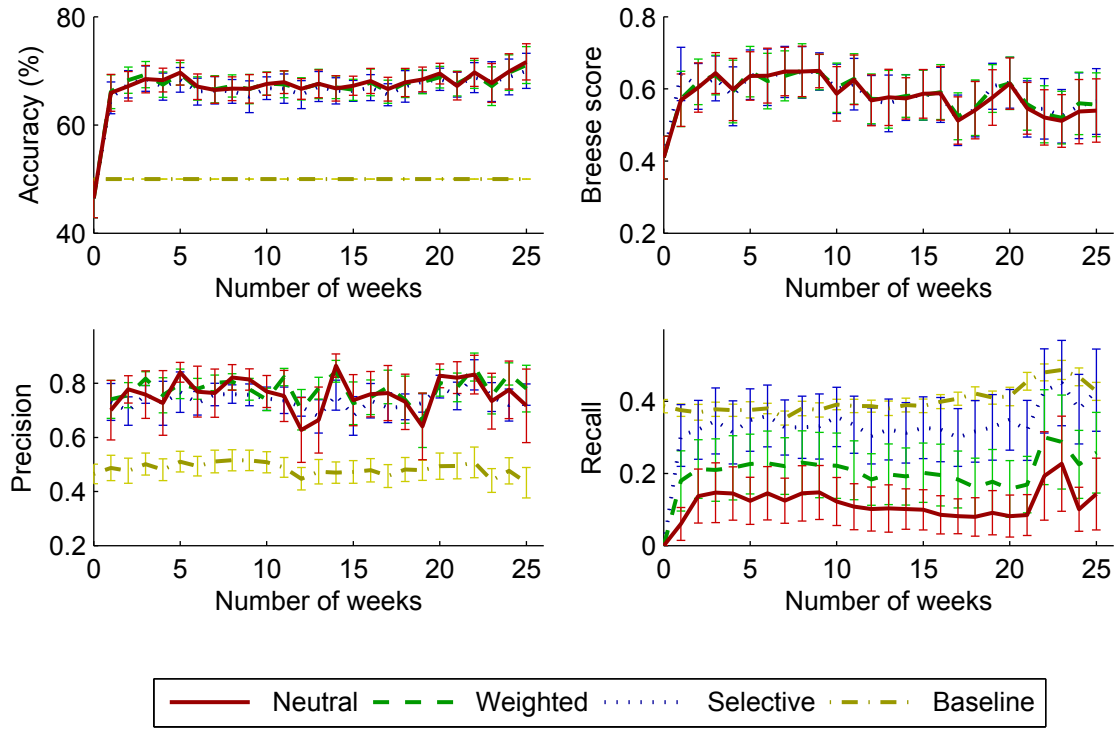 80
60
40
0 5 10 15 20 25
Accuracy (%)
Number of weeks
0.8
0.6
0.4
0.2
0 5 10 15 20 25
Breese score
Number of weeks
0.8
0.6
0.4
0.2
0 5 10 15 20 25
Precision
Number of weeks
0.4
0.2
0
0 5 10 15 20 25
Recall
Number of weeks
Neutral Weighted Selective Baseline